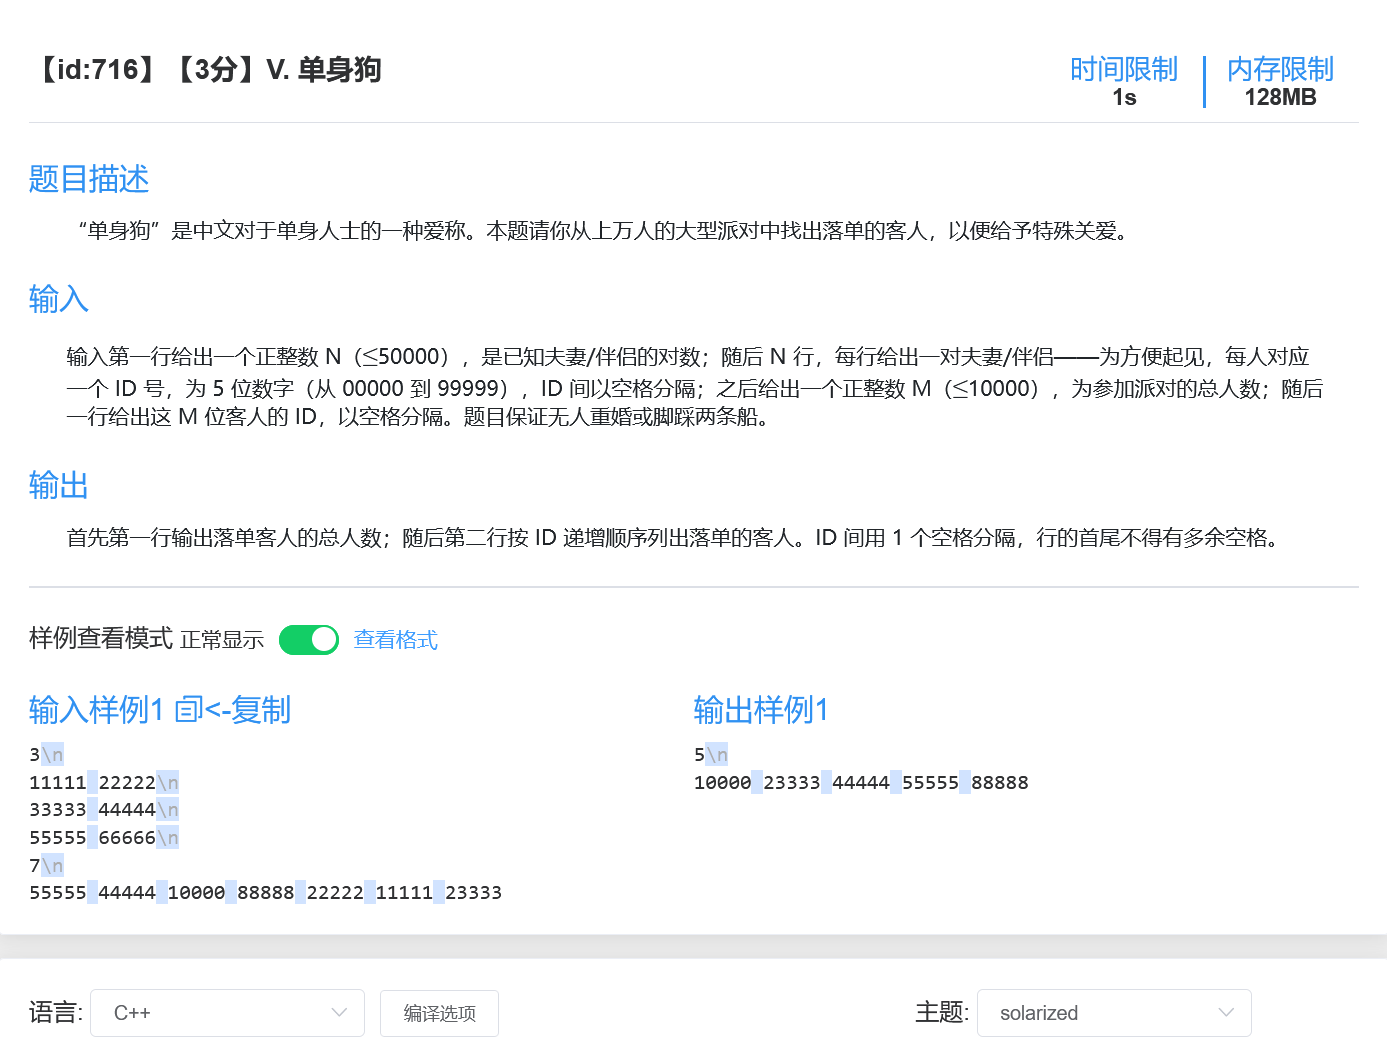 【id:716】【3分】V. 单身狗
时间限制
1s
内存限制
128MB
题目描述
“单身狗”是中文对于单身人士的一种爱称。本题请你从上万人的大型派对中找出落单的客人，以便给予特殊关爱。
输入
输入第一行给出一个正整数 N（≤50000），是已知夫妻/伴侣的对数；随后 N 行，每行给出一对夫妻/伴侣——为方便起见，每人对应
一个 ID 号，为 5 位数字（从 00000 到 99999），ID 间以空格分隔；之后给出一个正整数 M（≤10000），为参加派对的总人数；随后
一行给出这 M 位客人的 ID，以空格分隔。题目保证无人重婚或脚踩两条船。
输出
首先第一行输出落单客人的总人数；随后第二行按 ID 递增顺序列出落单的客人。ID 间用 1 个空格分隔，行的首尾不得有多余空格。
样例查看模式 正常显示 查看格式
输入样例1 <-复制
3\n
11111 22222\n
33333 44444\n
55555 66666\n
7\n
55555 44444 10000 88888 22222 11111 23333
输出样例1
5\n
10000 23333 44444 55555 88888
语言: C++ 编译选项
主题: solarized